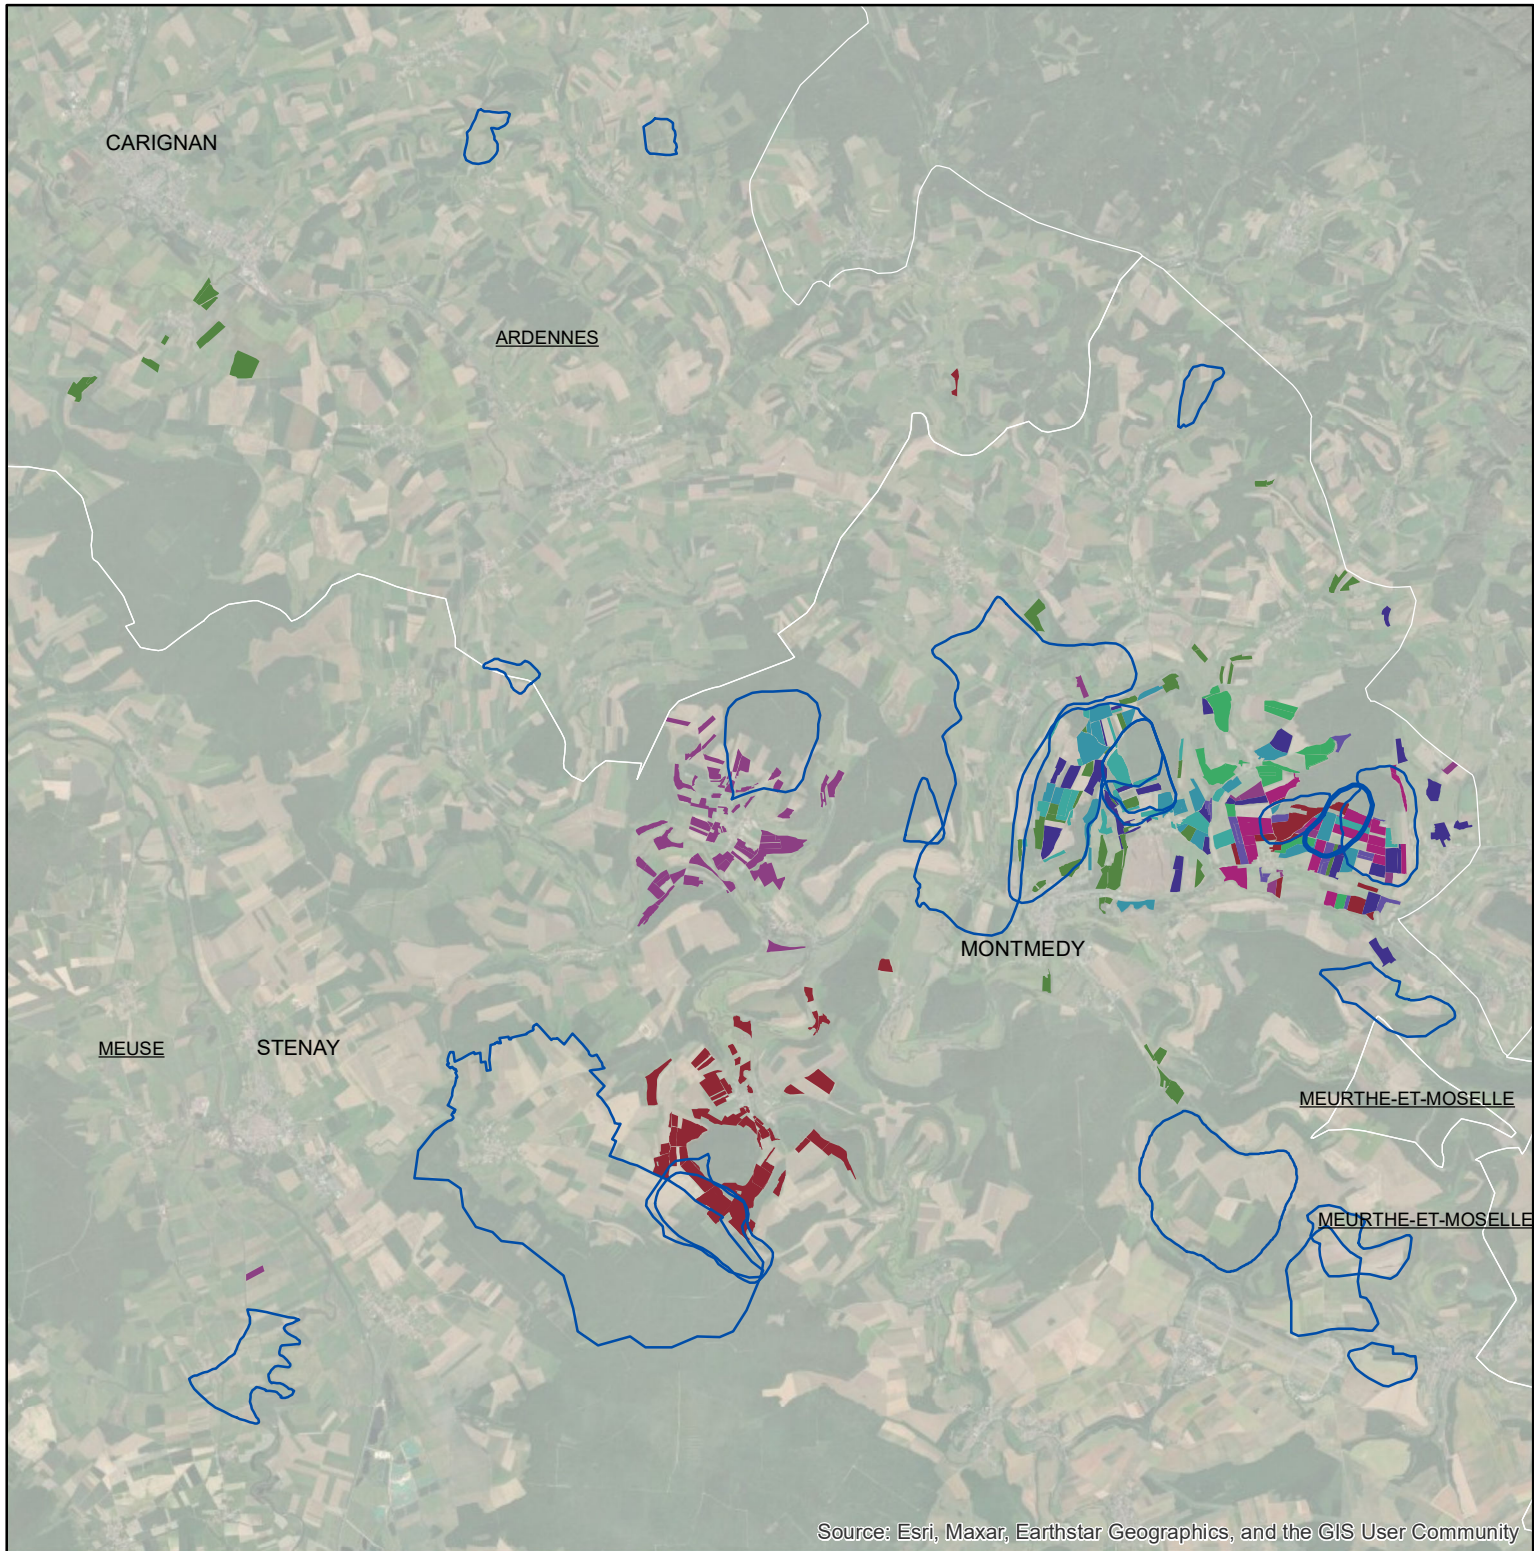 CARIGNAN
ARDENNES
MONTMEDY
MEUSE
STENAY
MEURTHE-ET-MOSELLE
MEURTHE-ET-MOSELLE
Source: Esri, Maxar, Earthstar Geographics, and the GIS User Community